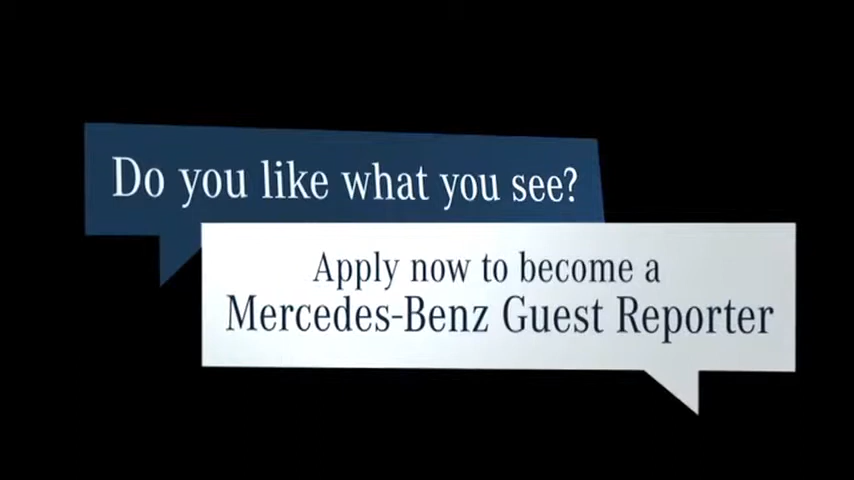 Do you like what you see?
Apply now to become a
Mercedes-Benz Guest Reporter